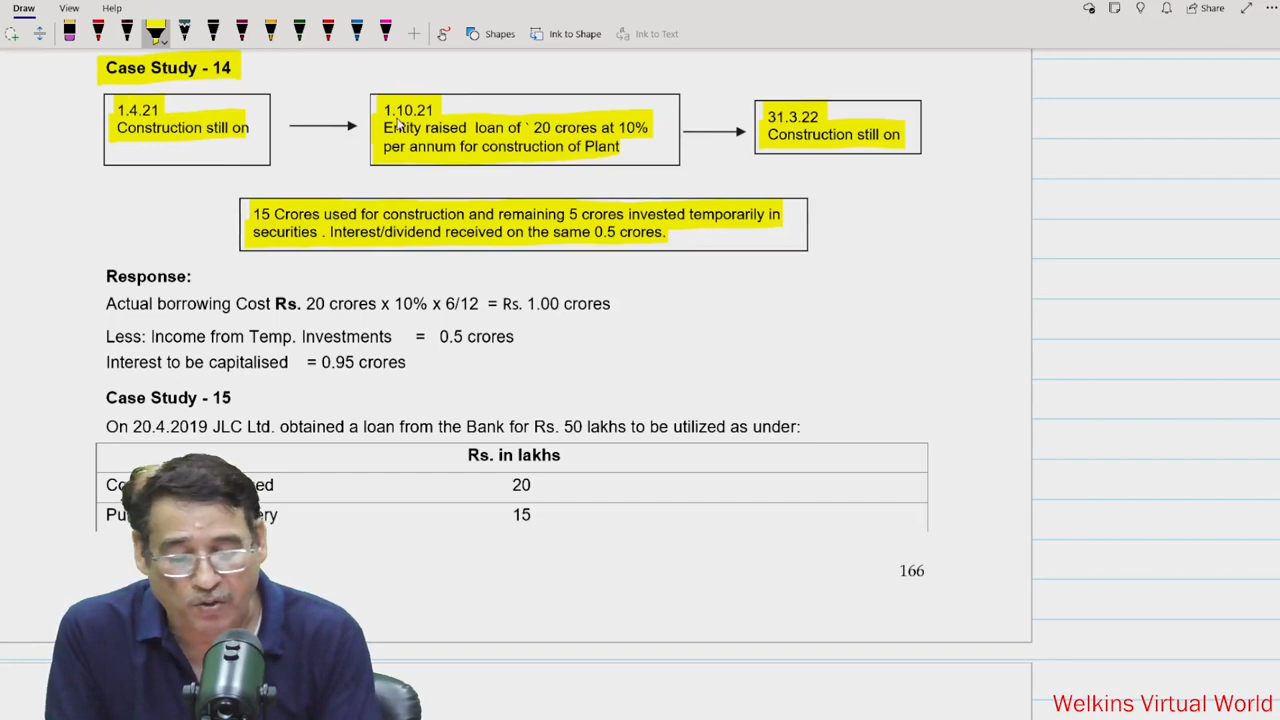 Draw View Help
Share
Shapes Ink to Shape Ink to Text
Case Study - 14
1.4.21
Construction still on
1.10.21
Entity raised loan of ` 20 crores at 10%
per annum for construction of Plant
31.3.22
Construction still on
15 Crores used for construction and remaining 5 crores invested temporarily in
securities . Interest/dividend received on the same 0.5 crores.
Response:
Actual borrowing Cost Rs. 20 crores x 10% x 6/12 = Rs. 1.00 crores
Less: Income from Temp. Investments = 0.5 crores
Interest to be capitalised = 0.95 crores
Case Study - 15
On 20.4.2019 JLC Ltd. obtained a loan from the Bank for Rs. 50 lakhs to be utilized as under:
Rs. in lakhs
20
15
166
Welkins Virtual World